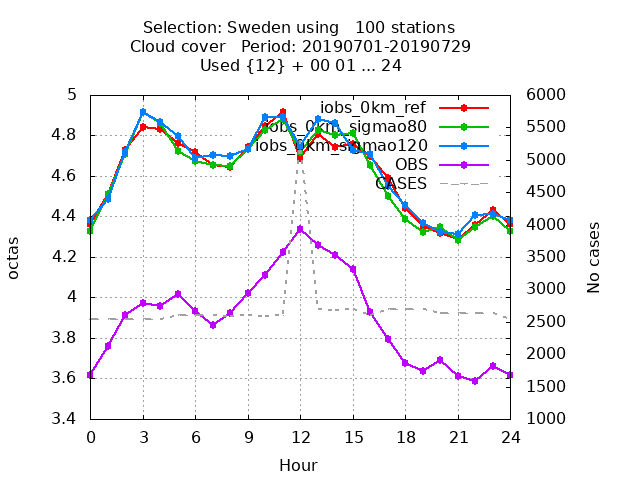 Selection: Sweden using   100 stations
Cloud cover   Period: 20190701-20190729
Used {12} + 00 01 ... 24
5 6000
iobs_0km_ref
4.8 5500
iobs_0km_sigmao80
iobs_0km_sigmao120
5000
OBS
4.6 4500
CASES
4.4 4000
4.2 3500
octas
No cases
4 3000
3.8 2500
2000
3.6 1500
3.4 1000
0 3 6 9 12 15 18 21 24
Hour